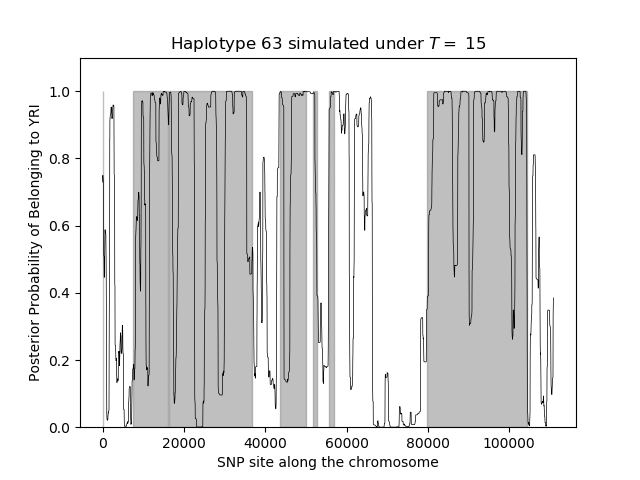 Haplotype 63 simulated under T = 15
Posterior Probability of Belonging to YRI
1.0
0.8
0.6
0.4
0.2
0.0
0 20000 40000 60000 80000 100000
SNP site along the chromosome